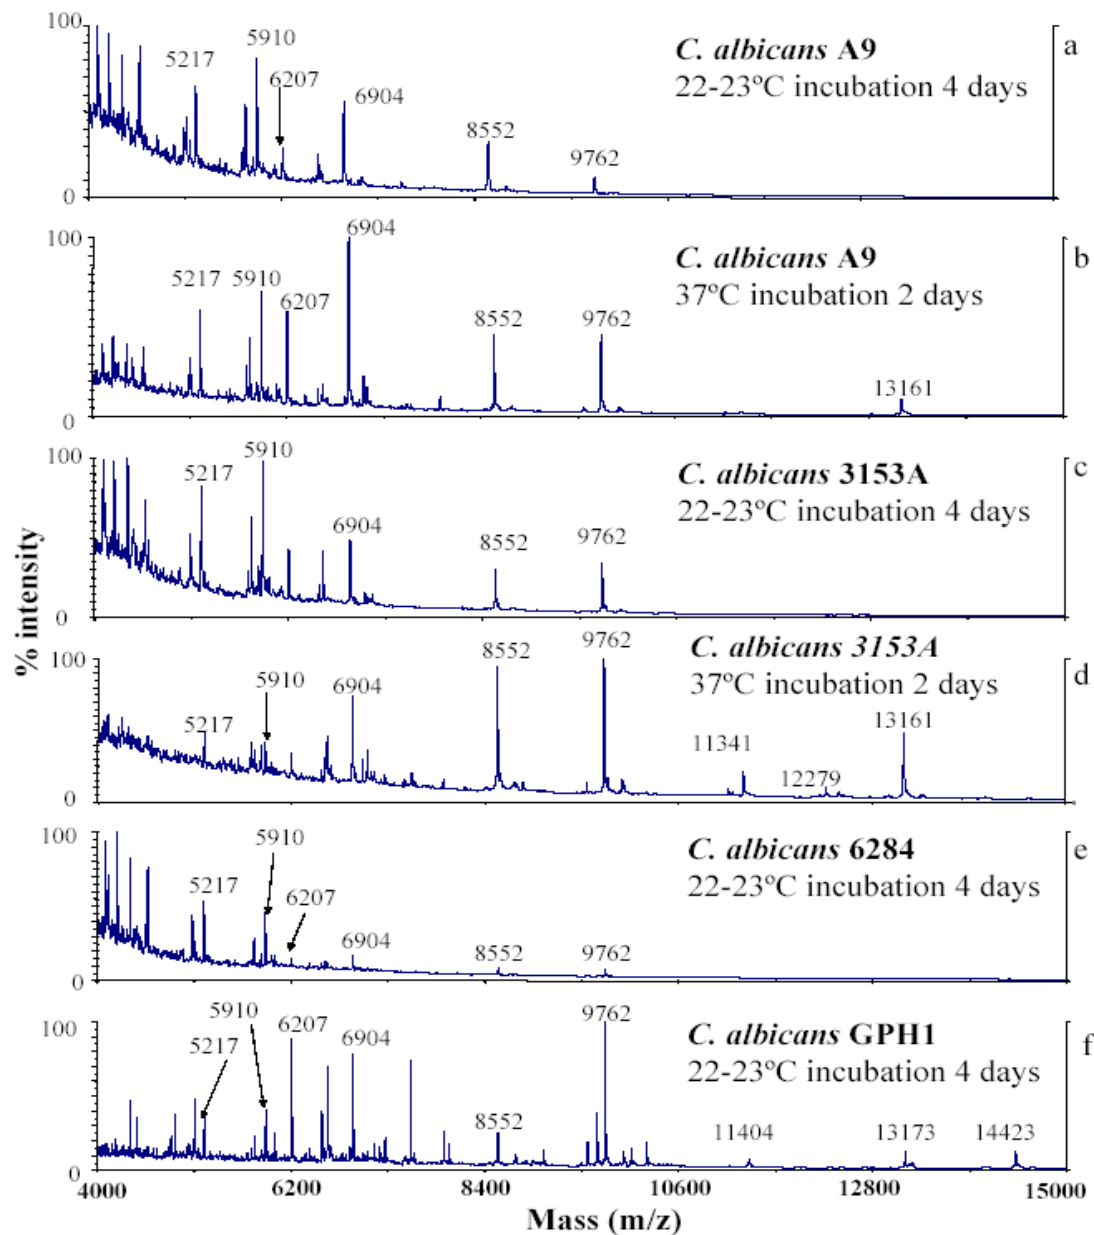 100
5217
5910
6207
6904
8552
9762
C. albicans A9
22-23ºC incubation 4 days
a
0
100
5217
5910
6207
6904
8552
9762
13161
C. albicans A9
37ºC incubation 2 days
b
0
100
5217
5910
6904
8552
9762
C. albicans 3153A
22-23ºC incubation 4 days
c
0
% intensity
100
5217
5910
6904
8552
9762
11341
12279
13161
C. albicans 3153A
37ºC incubation 2 days
d
0
100
5217
5910
6207
6904
8552
9762
C. albicans 6284
22-23ºC incubation 4 days
e
0
100
5217
5910
6207
6904
8552
9762
11404
13173
14423
C. albicans GPH1
22-23ºC incubation 4 days
f
0
4000 6200 8400 10600 12800 15000
Mass (m/z)